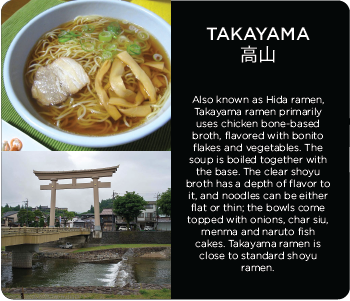 TAKAYAMA
高山
Also known as Hida ramen,
Takayama ramen primarily
uses chicken bone-based
broth, flavored with bonito
flakes and vegetables. The
soup is boiled together with
the base. The clear shoyu
broth has a depth of flavor to
it, and noodles can be either
flat or thin; the bowls come
topped with onions, char siu,
menma and naruto fish
cakes. Takayama ramen is
close to standard shoyu
ramen.